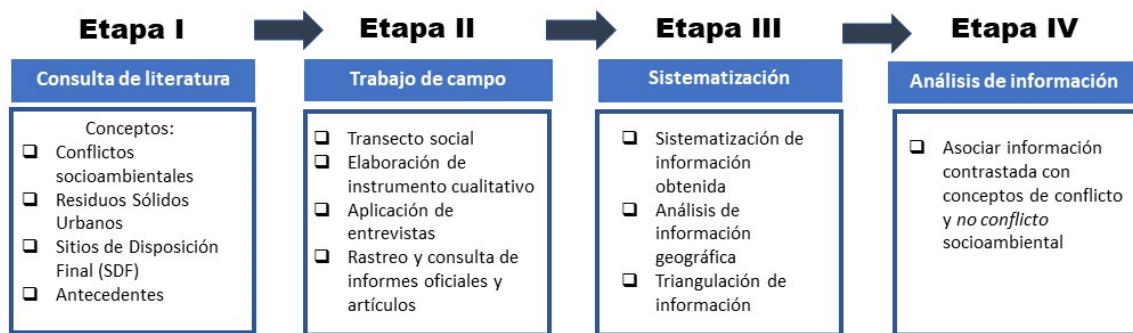 Etapa I
Etapa II
Etapa III
Etapa IV
Consulta de literatura
Trabajo de campo
Sistematización
Análisis de información
Conceptos:
Conflictos
socioambientales
Residuos Sólidos
Urbanos
Sitios de Disposición
Final (SDF)
Antecedentes
Transecto social
Elaboración de
instrumento cualitativo
Aplicación de
entrevistas
Rastreo y consulta de
informes oficiales y
artículos
Sistematización de
información
obtenida
Análisis de
información
geográfica
Triangulación de
información
Asociar información
contrastada con
conceptos de conflicto
y no conflicto
socioambiental